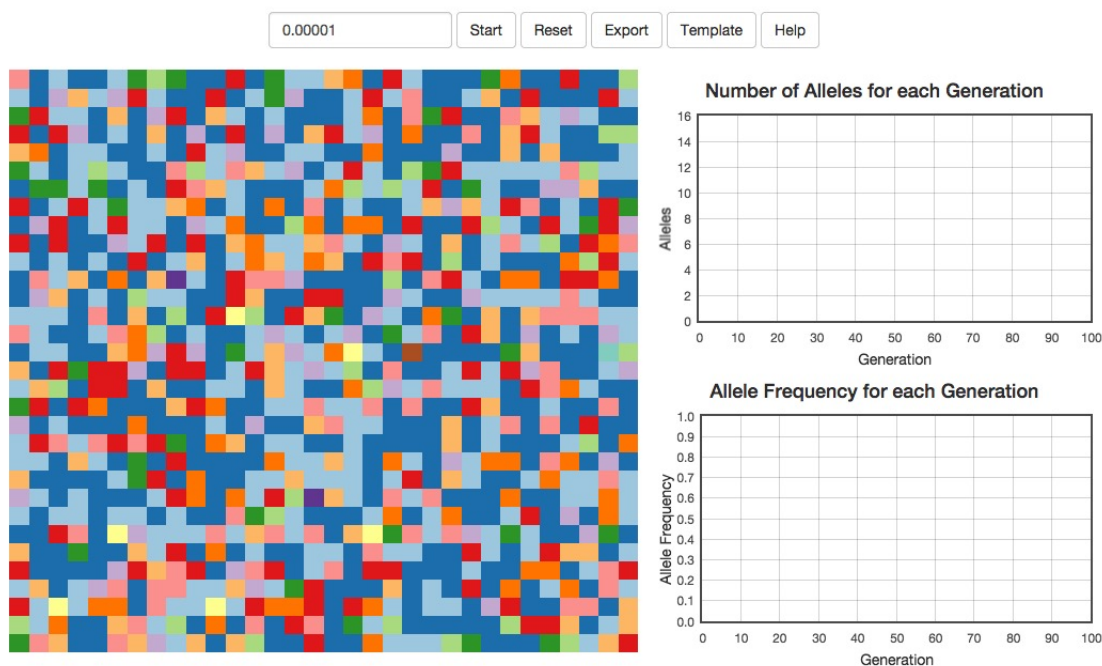 0.00001 Start Reset Export Template Help
Number of Alleles for each Generation
16
14
12
10
8
6
4
2
0
Alleles
0 10 20 30 40 50 60 70 80 90 100
Generation
Allele Frequency for each Generation
1.0
0.9
0.8
0.7
0.6
0.5
0.4
0.3
0.2
0.1
0.0
Allele Frequency
0 10 20 30 40 50 60 70 80 90 100
Generation